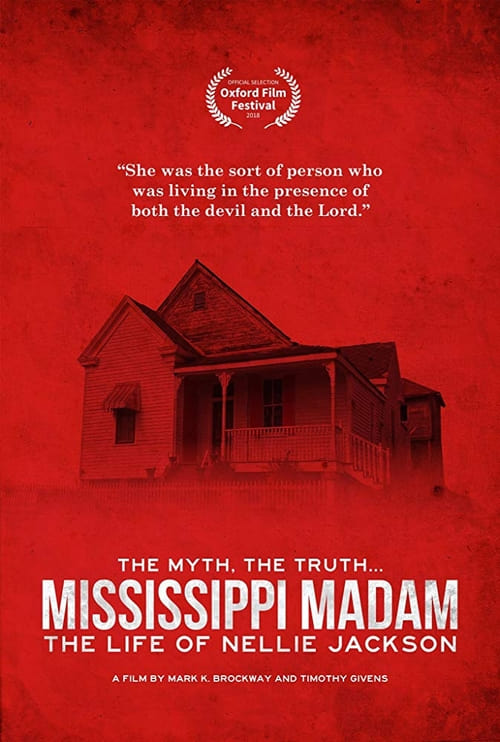 OFFICIAL SELECTION
Oxford Film
Festival
2018
“She was the sort of person who
was living in the presence of
both the devil and the Lord.”
THE MYTH, THE TRUTH...
MISSISSIPPI MADAM
THE LIFE OF NELLIE JACKSON
A FILM BY MARK K. BROCKWAY AND TIMOTHY GIVENS